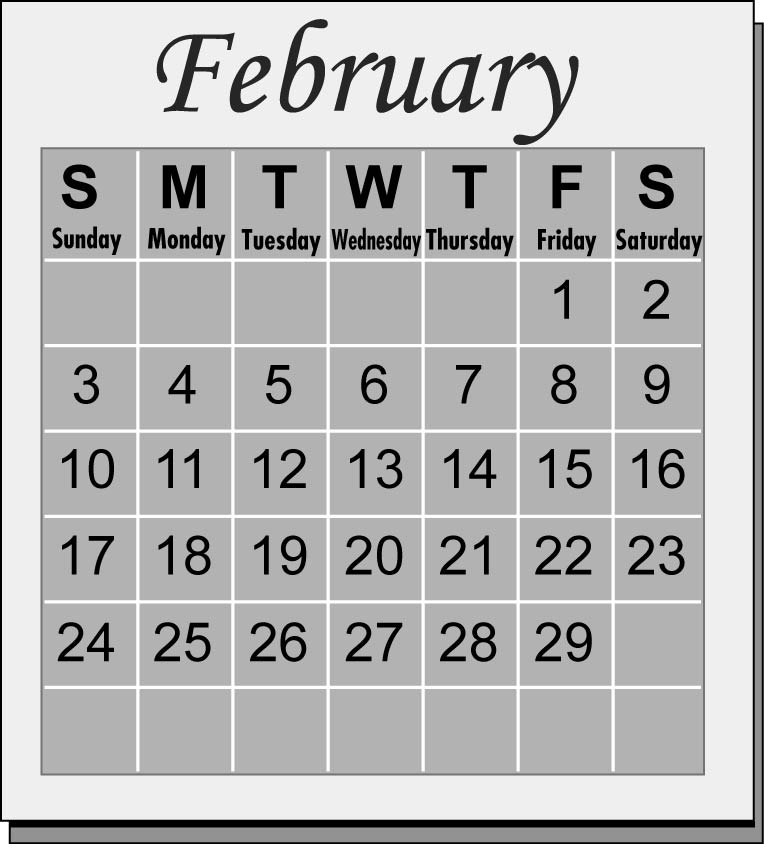 February
S M T W T F S
Sunday Monday Tuesday Wednesday Thursday Friday Saturday
1 2
3 4 5 6 7 8 9
10 11 12 13 14 15 16
17 18 19 20 21 22 23
24 25 26 27 28 29